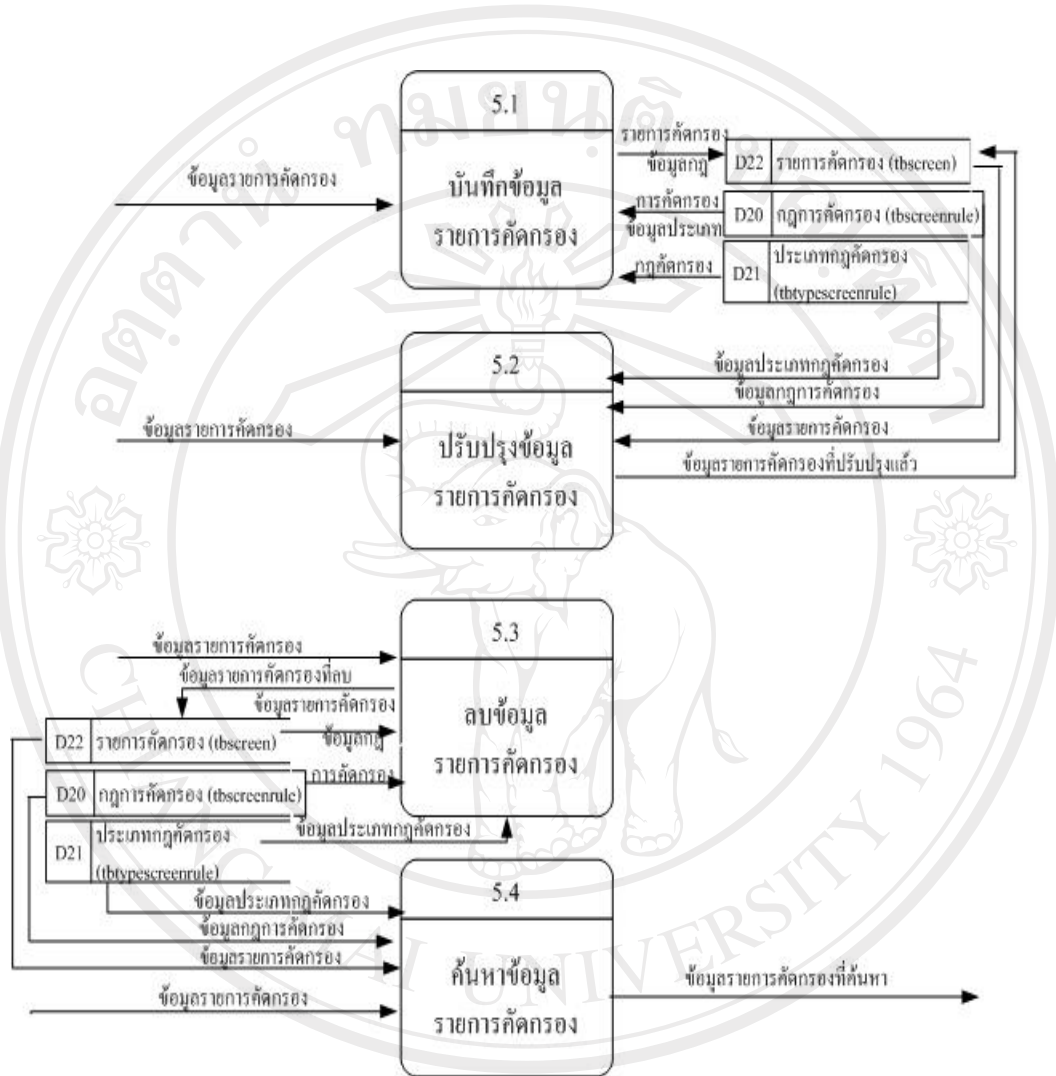 5.1
บันทึกข้อมูล
รายการคัดกรอง
ข้อมูลรายการคัดกรอง
รายการคัดกรอง
ข้อมูลกฎ
การคัดกรอง
ข้อมูลประเภท
กฎคัดกรอง
D22 รายการคัดกรอง (tbscreen)
D20 กฎการคัดกรอง (tbscreenrule)
D21 ประเภทกฎคัดกรอง
(tbtypescreenrule)
5.2
ปรับปรุงข้อมูล
รายการคัดกรอง
ข้อมูลรายการคัดกรอง
ข้อมูลประเภทกฎคัดกรอง
ข้อมูลกฎการคัดกรอง
ข้อมูลรายการคัดกรอง
ข้อมูลรายการคัดกรองที่ปรับปรุงแล้ว
5.3
ลบข้อมูล
รายการคัดกรอง
ข้อมูลรายการคัดกรอง
ข้อมูลรายการคัดกรองที่ลบ
ข้อมูลรายการคัดกรอง
ข้อมูลกฎ
การคัดกรอง
D22 รายการคัดกรอง (tbscreen)
D20 กฎการคัดกรอง (tbscreenrule)
D21 ประเภทกฎคัดกรอง
(tbtypescreenrule)
ข้อมูลประเภทกฎคัดกรอง
5.4
ค้นหาข้อมูล
รายการคัดกรอง
ข้อมูลประเภทกฎคัดกรอง
ข้อมูลกฎการคัดกรอง
ข้อมูลรายการคัดกรอง
ข้อมูลรายการคัดกรอง
ข้อมูลรายการคัดกรองที่ค้นหา
CHIANG MAI UNIVERSITY 1964